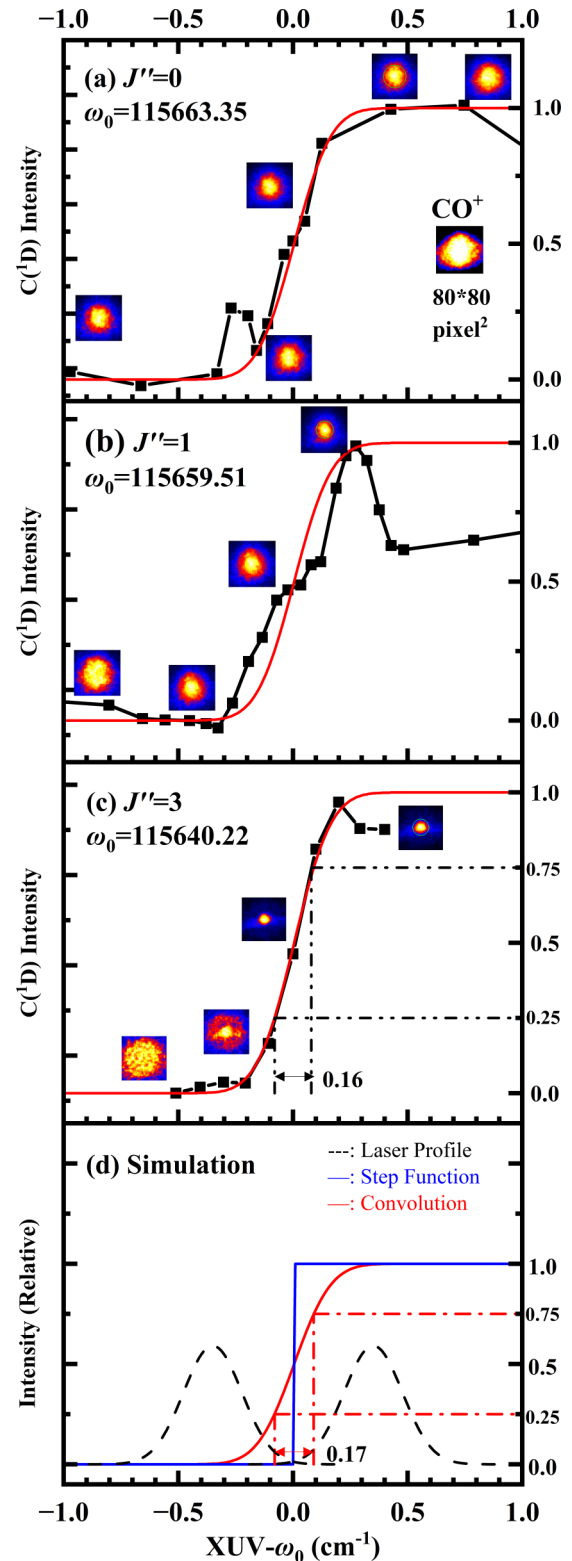 −1.0 −0.5 0.0 0.5 1.0
(a) J″=0
ω₀=115663.35
C(¹D) Intensity
CO⁺
80*80
pixel²
1.0
0.5
0.0
(b) J″=1
ω₀=115659.51
C(¹D) Intensity
1.0
0.5
0.0
(c) J″=3
ω₀=115640.22
C(¹D) Intensity
1.0
0.75
0.5
0.25
0.0
0.16
(d) Simulation
---: Laser Profile
—: Step Function
—: Convolution
Intensity (Relative)
1.0
0.75
0.5
0.25
0.0
0.17
−1.0 −0.5 0.0 0.5 1.0
XUV-ω₀ (cm⁻¹)